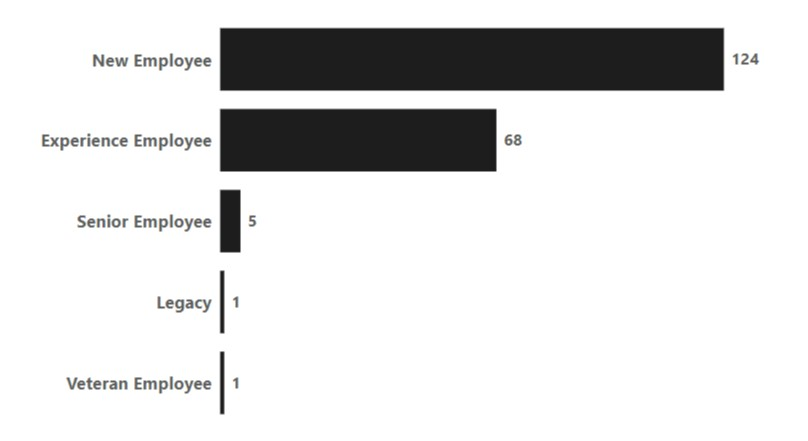 New Employee 124
Experience Employee 68
Senior Employee 5
Legacy 1
Veteran Employee 1